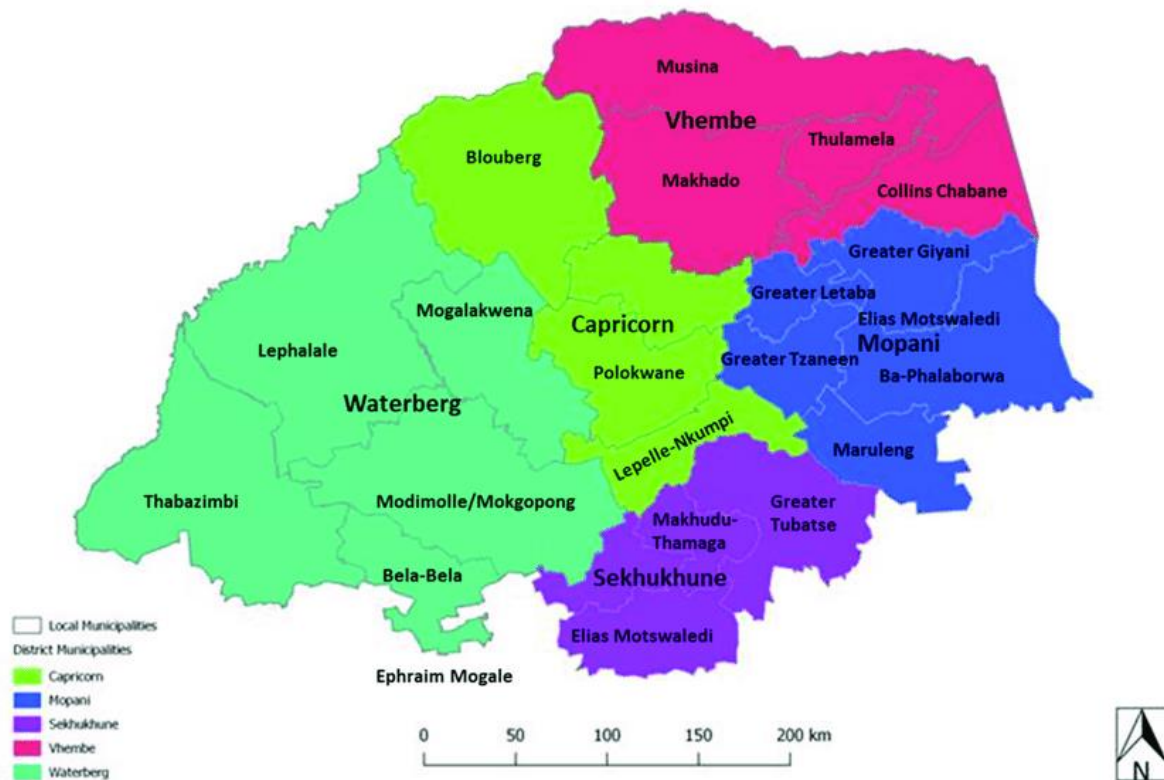 Musina
Vhembe
Thulamela
Blouberg
Makhado
Collins Chabane
Greater Giyani
Greater Letaba
Mogalakwena
Elias Motswaledi
Capricorn
Mopani
Lephalale
Greater Tzaneen
Polokwane
Ba-Phalaborwa
Waterberg
Lepelle-Nkumpi
Maruleng
Thabazimbi
Modimolle/Mokgopong
Greater
Tubatse
Makhudu-
Thamaga
Bela-Bela
Sekhukhune
Elias Motswaledi
Ephraim Mogale
Local Municipalities
District Municipalities
Capricorn
Mopani
Sekhukhune
Vhembe
Waterberg
0 50 100 150 200 km
N